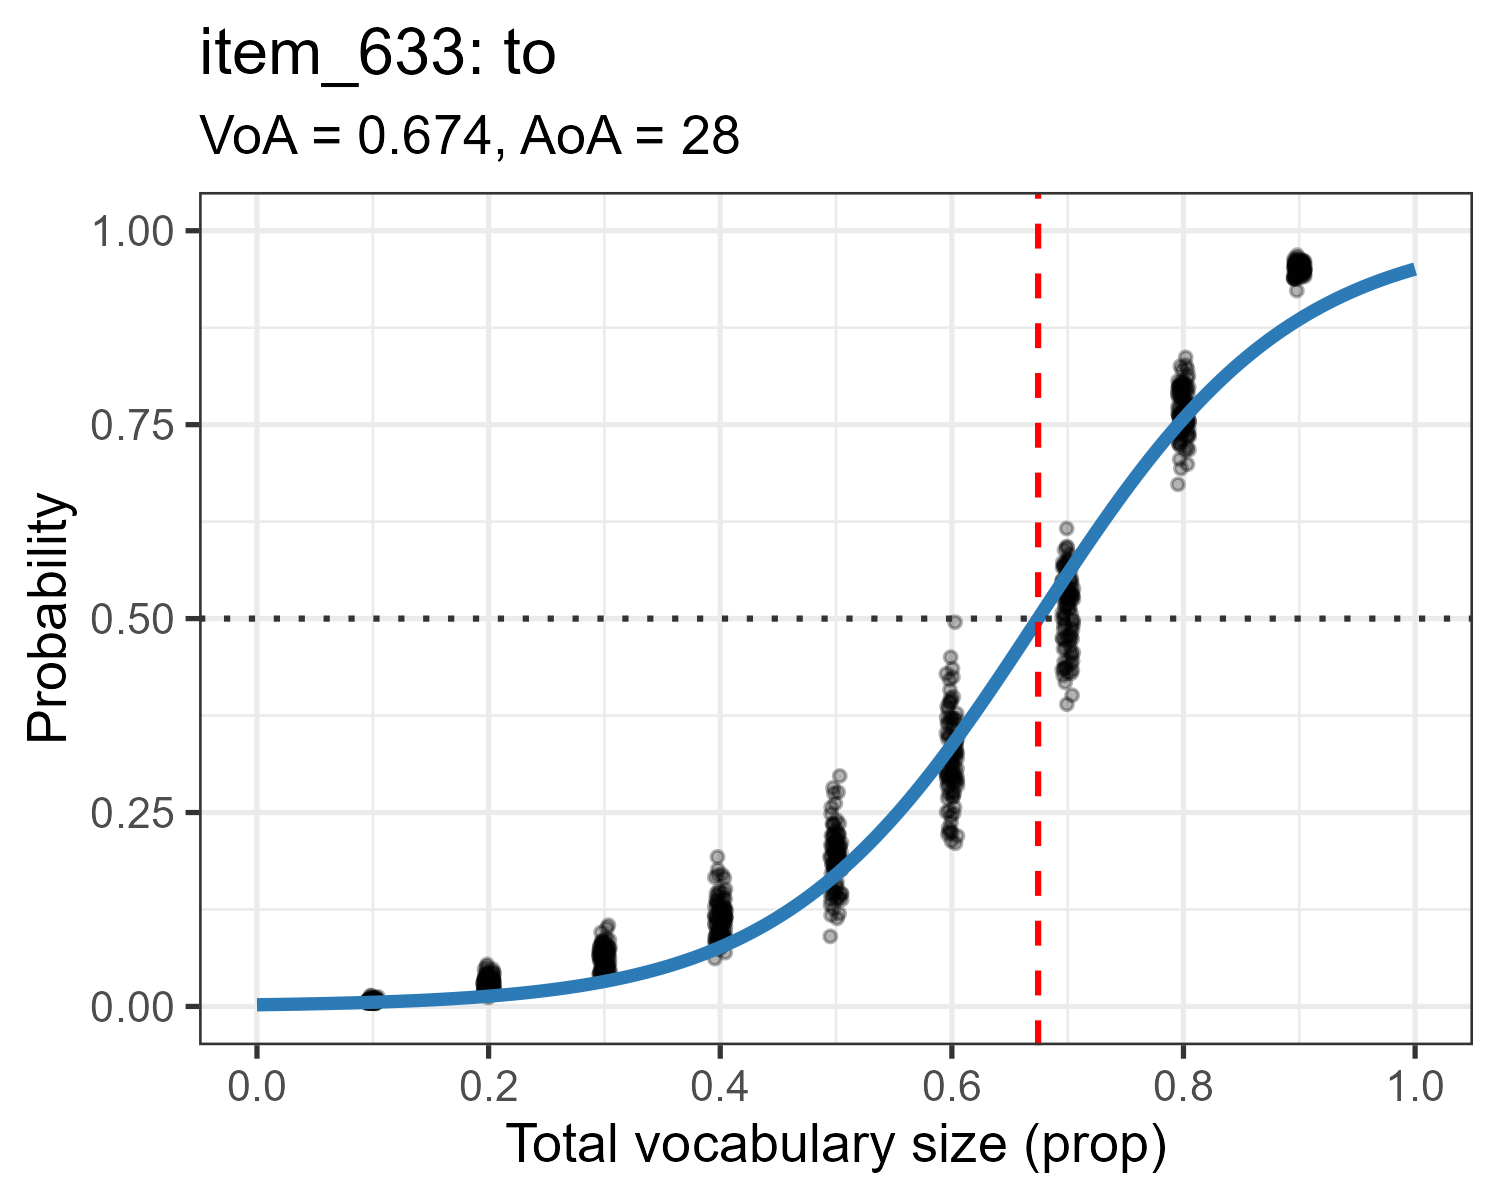 item_633: to
VoA = 0.674, AoA = 28
Probability
1.00
0.75
0.50
0.25
0.00
0.0 0.2 0.4 0.6 0.8 1.0
Total vocabulary size (prop)